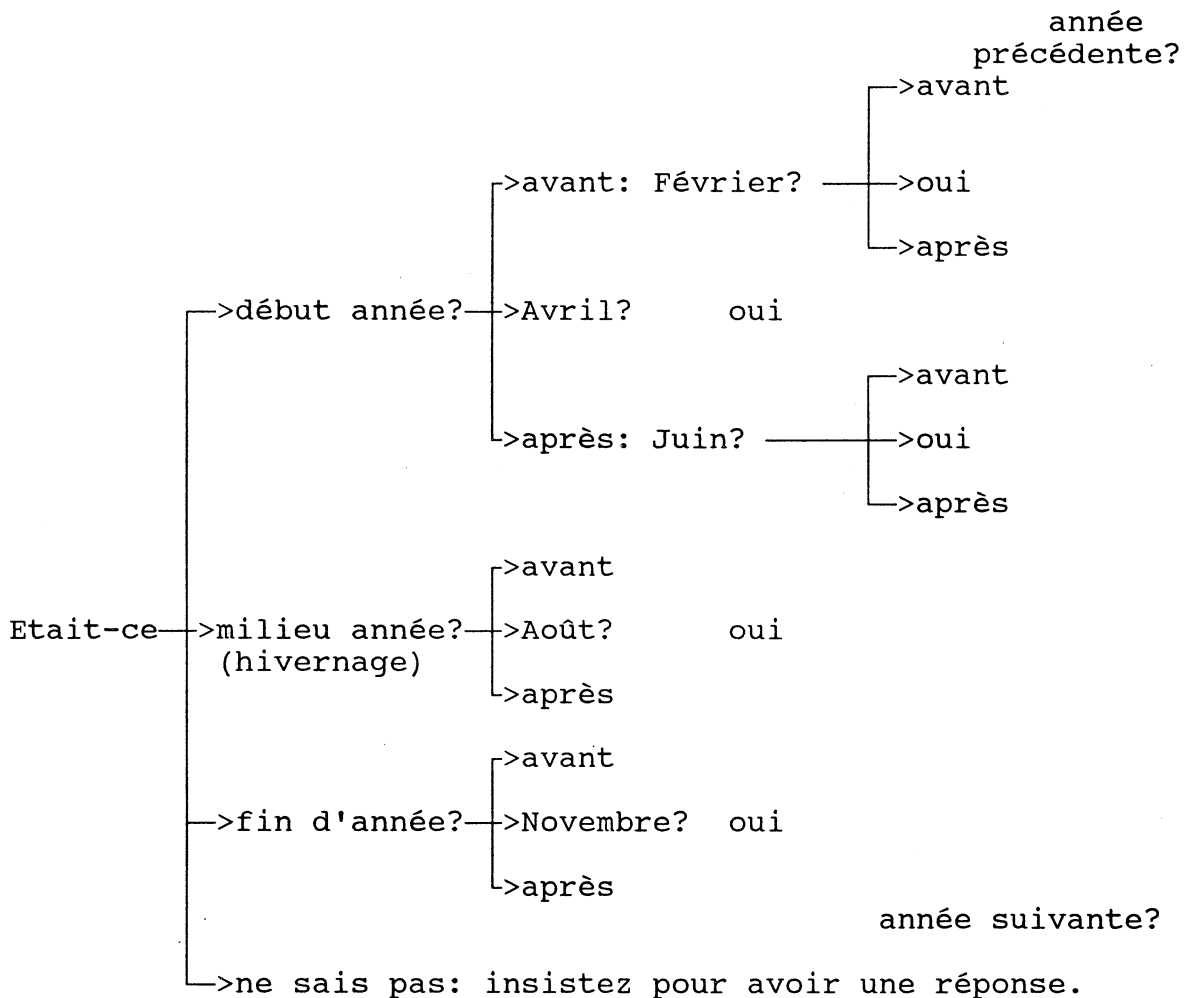 année
précédente?
>avant
>avant: Février? >oui
>après
>début année? >Avril? oui
>avant
>après: Juin? >oui
>après
>avant
Etait-ce >milieu année? >Août? oui
(hivernage)
>après
>avant
>fin d'année? >Novembre? oui
>après
année suivante?
>ne sais pas: insistez pour avoir une réponse.